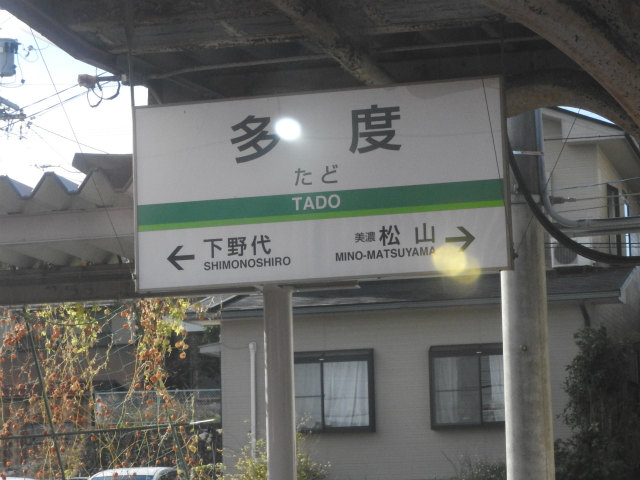 多度
たど
TADO
← 下野代
SHIMONOSHIRO
美濃松山 →
MINO-MATSUYAMA